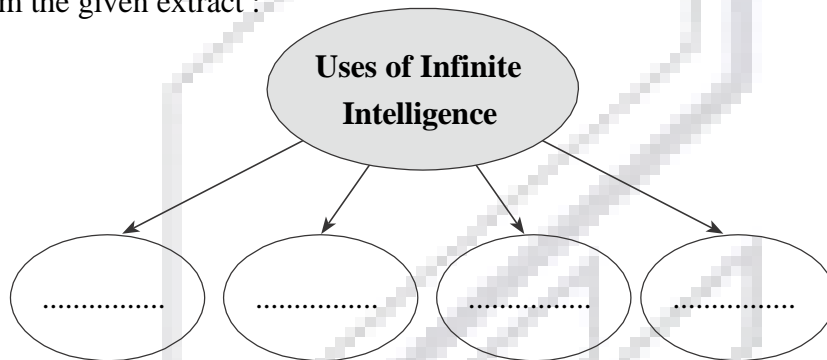 m the given extract :
Uses of Infinite
Intelligence
................ ................ ................ ................